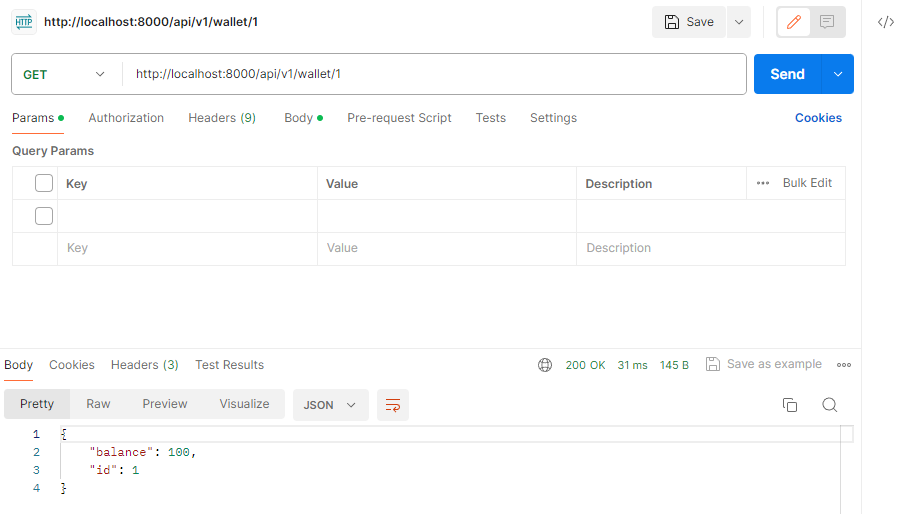 HTTP http://localhost:8000/api/v1/wallet/1 Save </>
GET http://localhost:8000/api/v1/wallet/1 Send
Params Authorization Headers (9) Body Pre-request Script Tests Settings Cookies
Query Params
Key Value Description ••• Bulk Edit
Key Value Description
Body Cookies Headers (3) Test Results 200 OK 31 ms 145 B Save as example
Pretty Raw Preview Visualize JSON
1 {
2 "balance": 100,
3 "id": 1
4 }